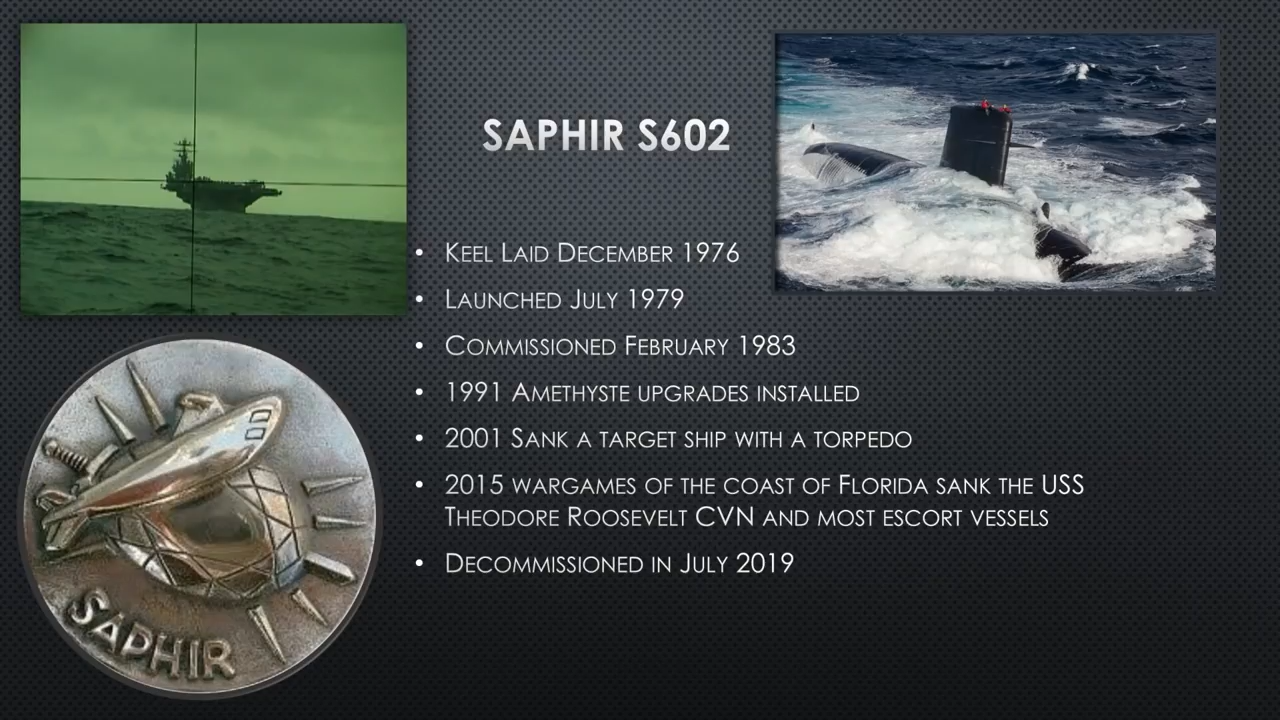 SAPHIR S602
• Keel Laid December 1976
• Launched July 1979
• Commissioned February 1983
• 1991 Amethyste upgrades installed
• 2001 Sank a target ship with a torpedo
• 2015 wargames of the coast of Florida sank the USS
Theodore Roosevelt CVN and most escort vessels
• Decommissioned in July 2019
SAPHIR